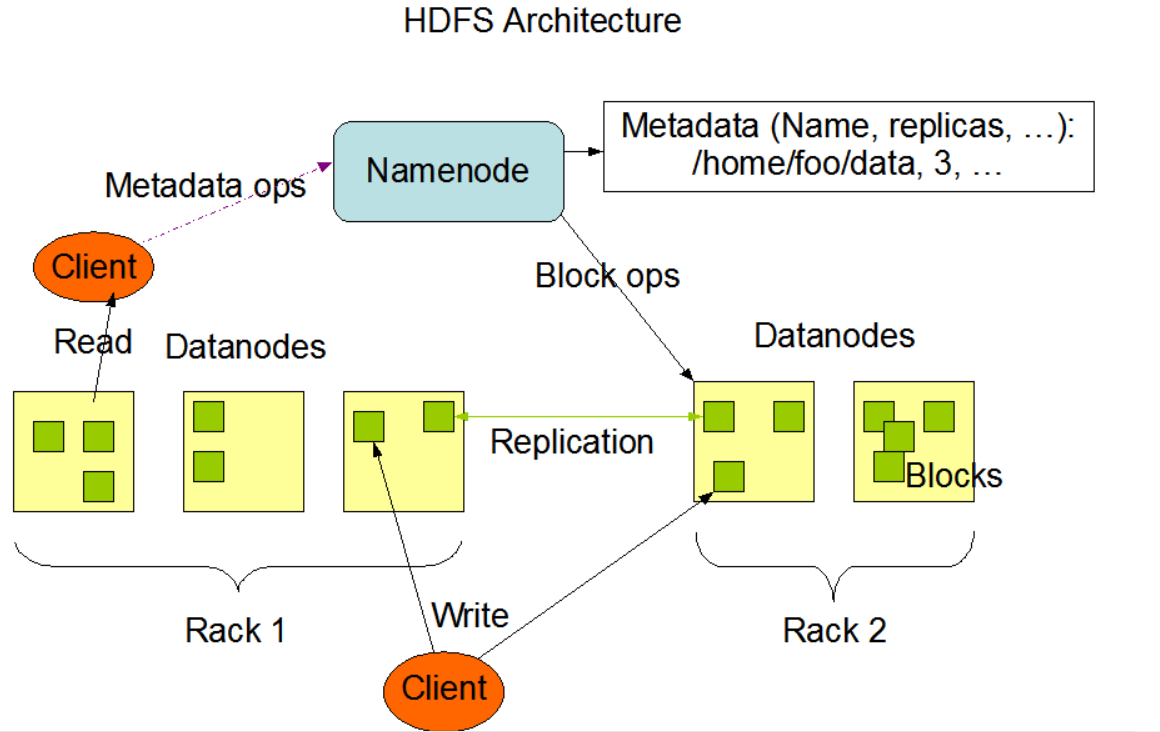 HDFS Architecture
Metadata (Name, replicas, …):
/home/foo/data, 3, …
Namenode
Metadata ops
Client
Block ops
Read
Datanodes
Datanodes
Replication
Blocks
Rack 1
Write
Rack 2
Client